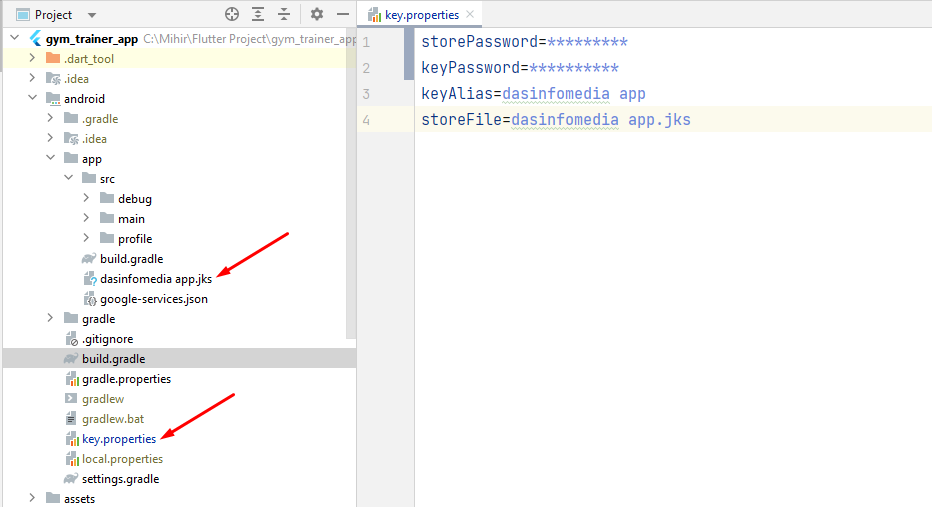 Project
key.properties
gym_trainer_app C:\Mihir\Flutter Project\gym_trainer_app
.dart_tool
.idea
android
.gradle
.idea
app
src
debug
main
profile
build.gradle
dasinfomedia app.jks
google-services.json
gradle
.gitignore
build.gradle
gradle.properties
gradlew
gradlew.bat
key.properties
local.properties
settings.gradle
assets
1 storePassword=*********
2 keyPassword=**********
3 keyAlias=dasinfomedia app
4 storeFile=dasinfomedia app.jks